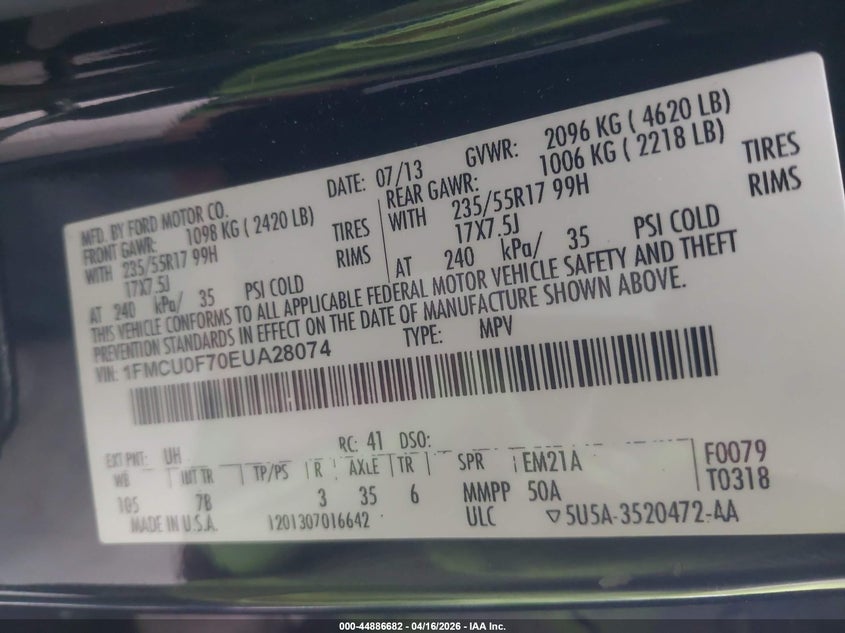 MFD. BY FORD MOTOR CO.
DATE: 07/13
GVWR: 2096 KG ( 4620 LB)
FRONT GAWR: 1098 KG ( 2420 LB)
REAR GAWR: 1006 KG ( 2218 LB)
WITH 235/55R17 99H TIRES
WITH 235/55R17 99H TIRES
17X7.5J RIMS
17X7.5J RIMS
AT 240 kPa/ 35 PSI COLD
AT 240 kPa/ 35 PSI COLD
THIS VEHICLE CONFORMS TO ALL APPLICABLE FEDERAL MOTOR VEHICLE SAFETY AND THEFT
PREVENTION STANDARDS IN EFFECT ON THE DATE OF MANUFACTURE SHOWN ABOVE.
VIN: 1FMCU0F70EUA28074
TYPE: MPV
EXT PNT: UH
RC: 41 DSO:
WB INT TR TP/PS R AXLE TR SPR EM21A F0079
105 7B 3 35 6 MMPP 50A T0318
MADE IN U.S.A. 1201307016642 ULC 5U5A-3520472-AA
000-44886682 - 04/16/2026 - IAA Inc.